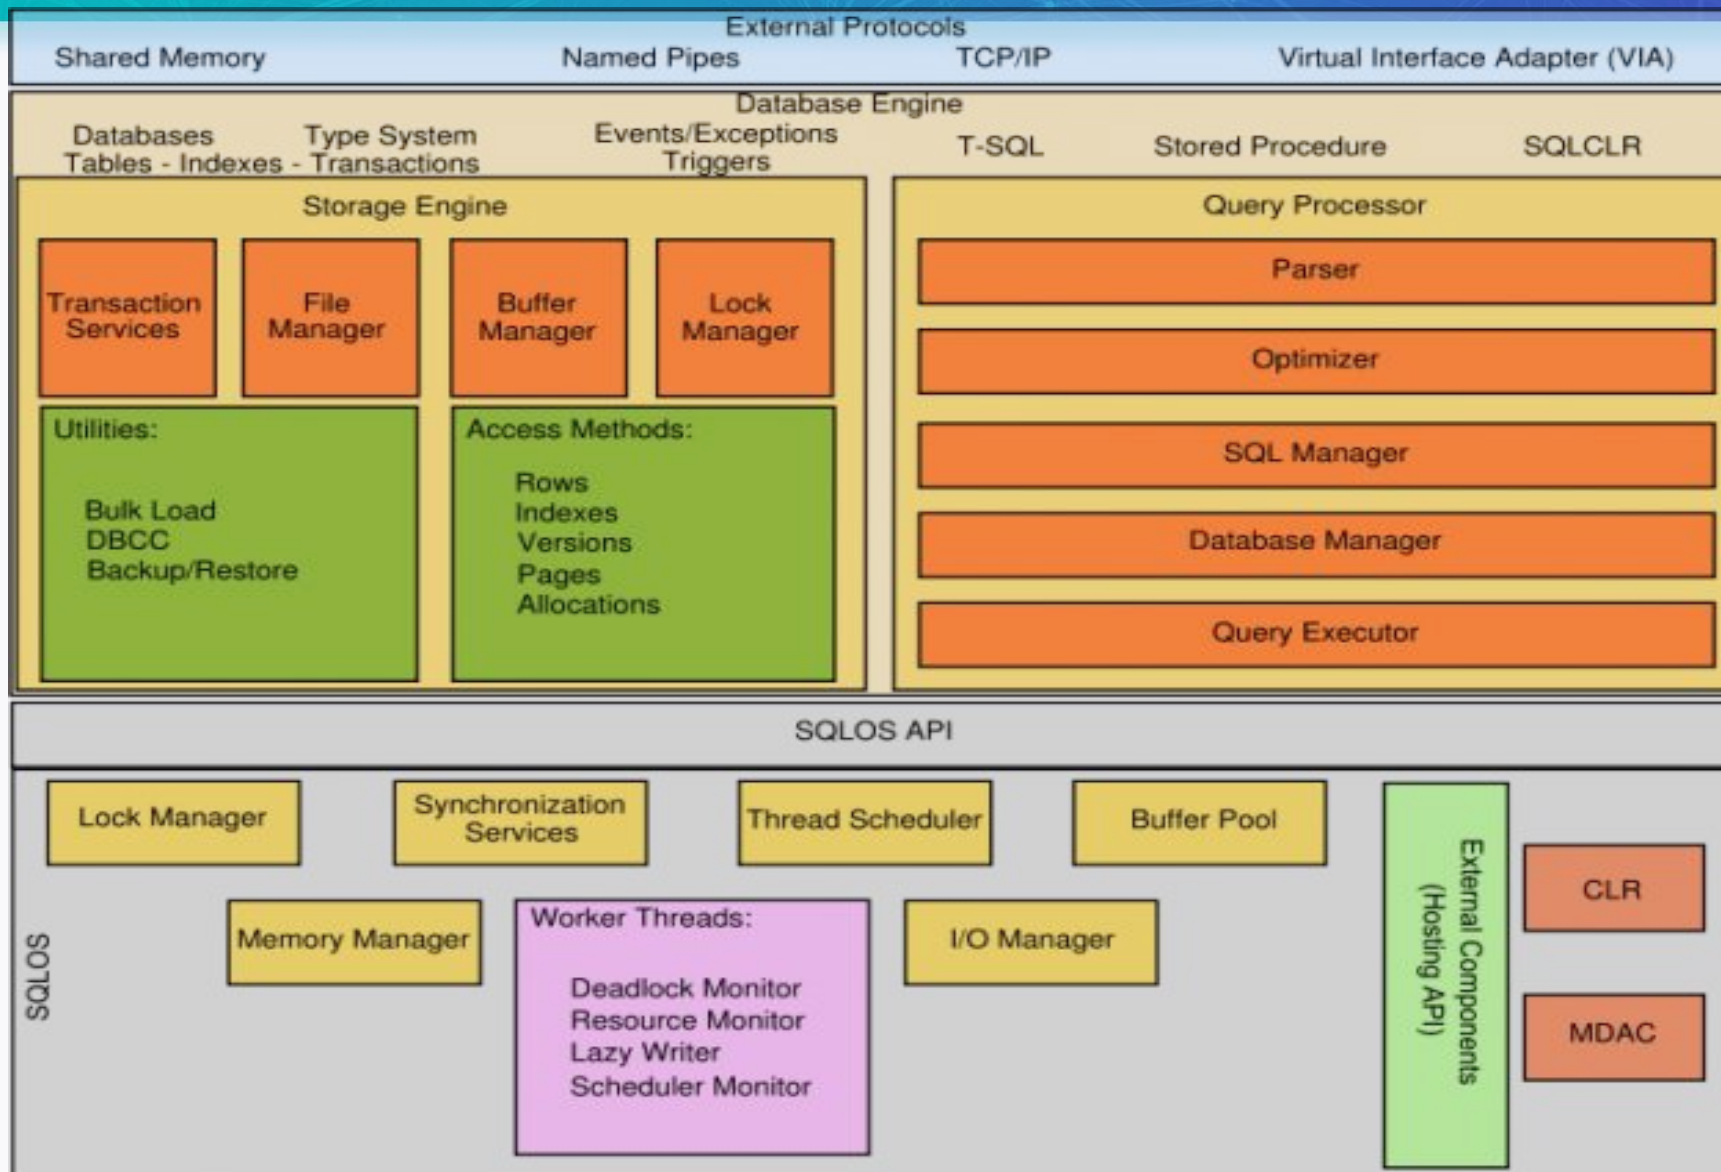 External Protocols
Shared Memory Named Pipes TCP/IP Virtual Interface Adapter (VIA)
Database Engine
Databases Type System Events/Exceptions T-SQL Stored Procedure SQLCLR
Tables - Indexes - Transactions Triggers
Storage Engine
Transaction
Services
File
Manager
Buffer
Manager
Lock
Manager
Utilities:
Bulk Load
DBCC
Backup/Restore
Access Methods:
Rows
Indexes
Versions
Pages
Allocations
Query Processor
Parser
Optimizer
SQL Manager
Database Manager
Query Executor
SQLOS API
SQLOS
Lock Manager
Synchronization
Services
Thread Scheduler
Buffer Pool
Memory Manager
Worker Threads:
Deadlock Monitor
Resource Monitor
Lazy Writer
Scheduler Monitor
I/O Manager
External Components
(Hosting API)
CLR
MDAC